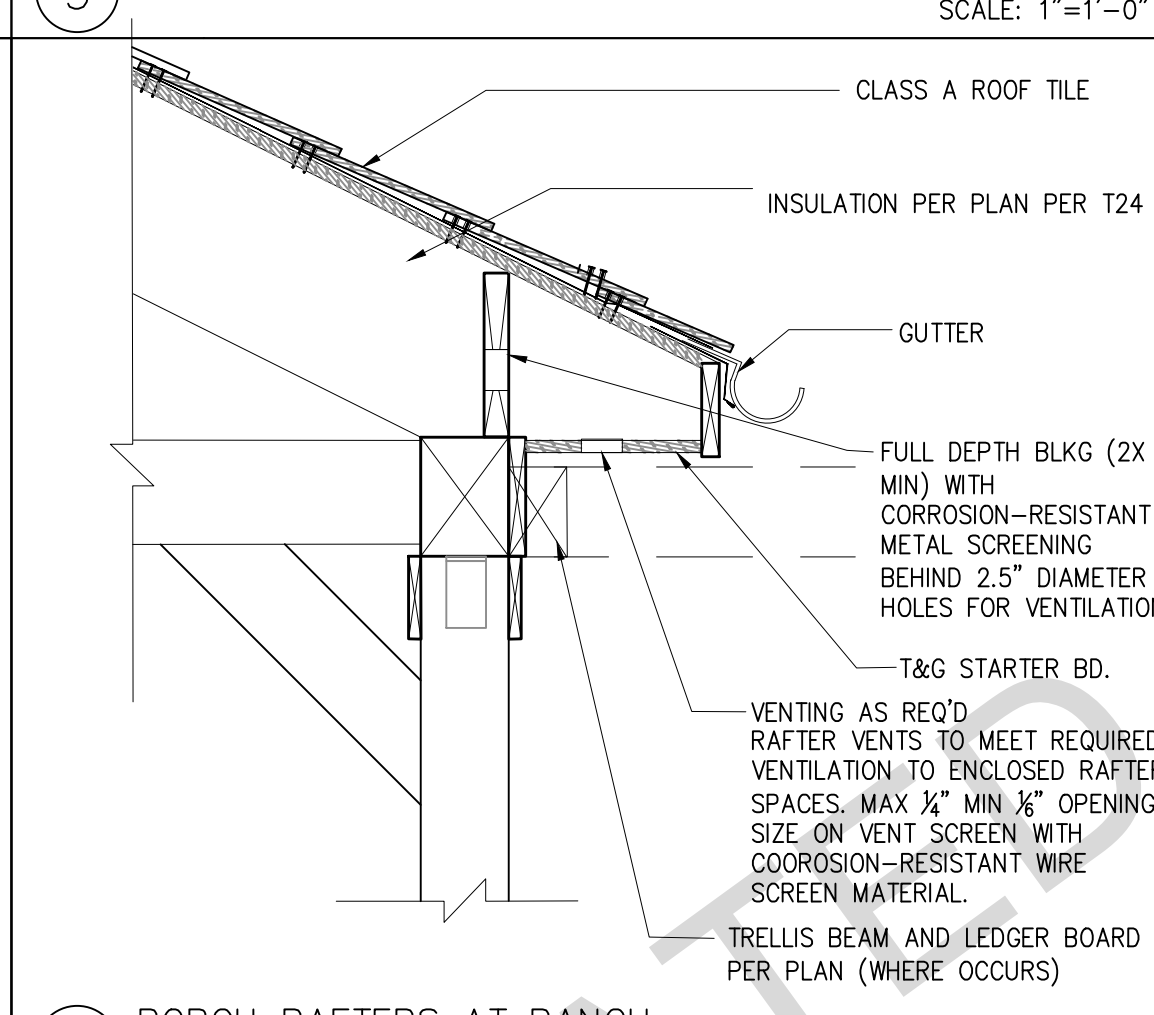 SCALE: 1"=1'-0"
CLASS A ROOF TILE
INSULATION PER PLAN PER T24
GUTTER
FULL DEPTH BLKG (2X
MIN) WITH
CORROSION-RESISTANT
METAL SCREENING
BEHIND 2.5" DIAMETER
HOLES FOR VENTILATION
T&G STARTER BD.
VENTING AS REQ'D
RAFTER VENTS TO MEET REQUIRED
VENTILATION TO ENCLOSED RAFTER
SPACES. MAX ¼" MIN ⅙" OPENING
SIZE ON VENT SCREEN WITH
COOROSION-RESISTANT WIRE
SCREEN MATERIAL.
TRELLIS BEAM AND LEDGER BOARD
PER PLAN (WHERE OCCURS)
PORCH RAFTERS AT RANCH